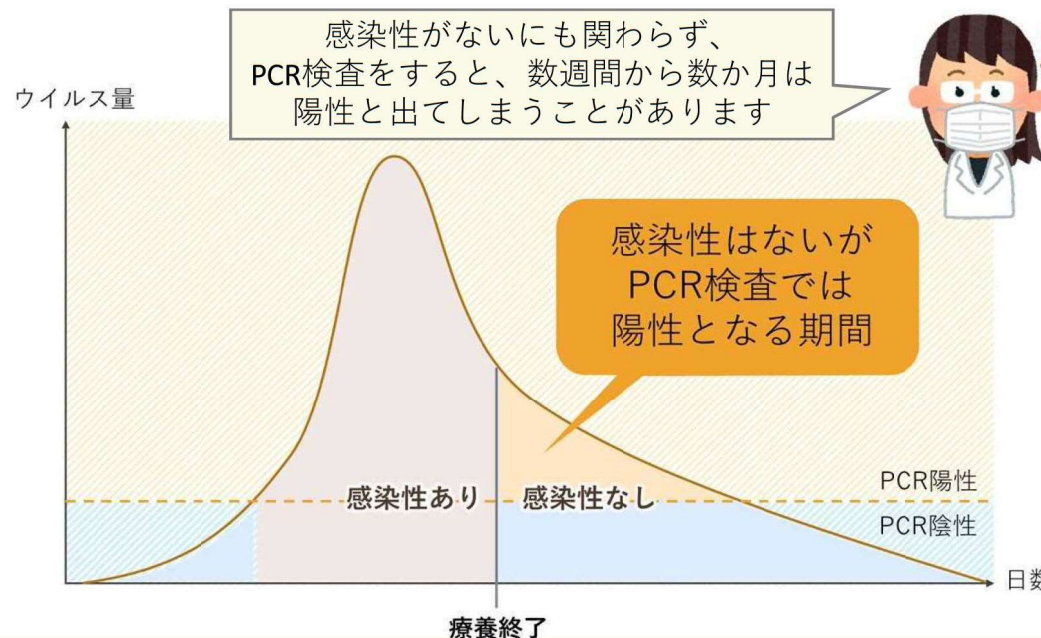 感染性がないにも関わらず、
PCR検査をすると、数週間から数か月は
陽性と出てしまうことがあります
ウイルス量
感染性はないが
PCR検査では
陽性となる期間
PCR陽性
感染性あり
感染性なし
PCR陰性
日数
療養終了